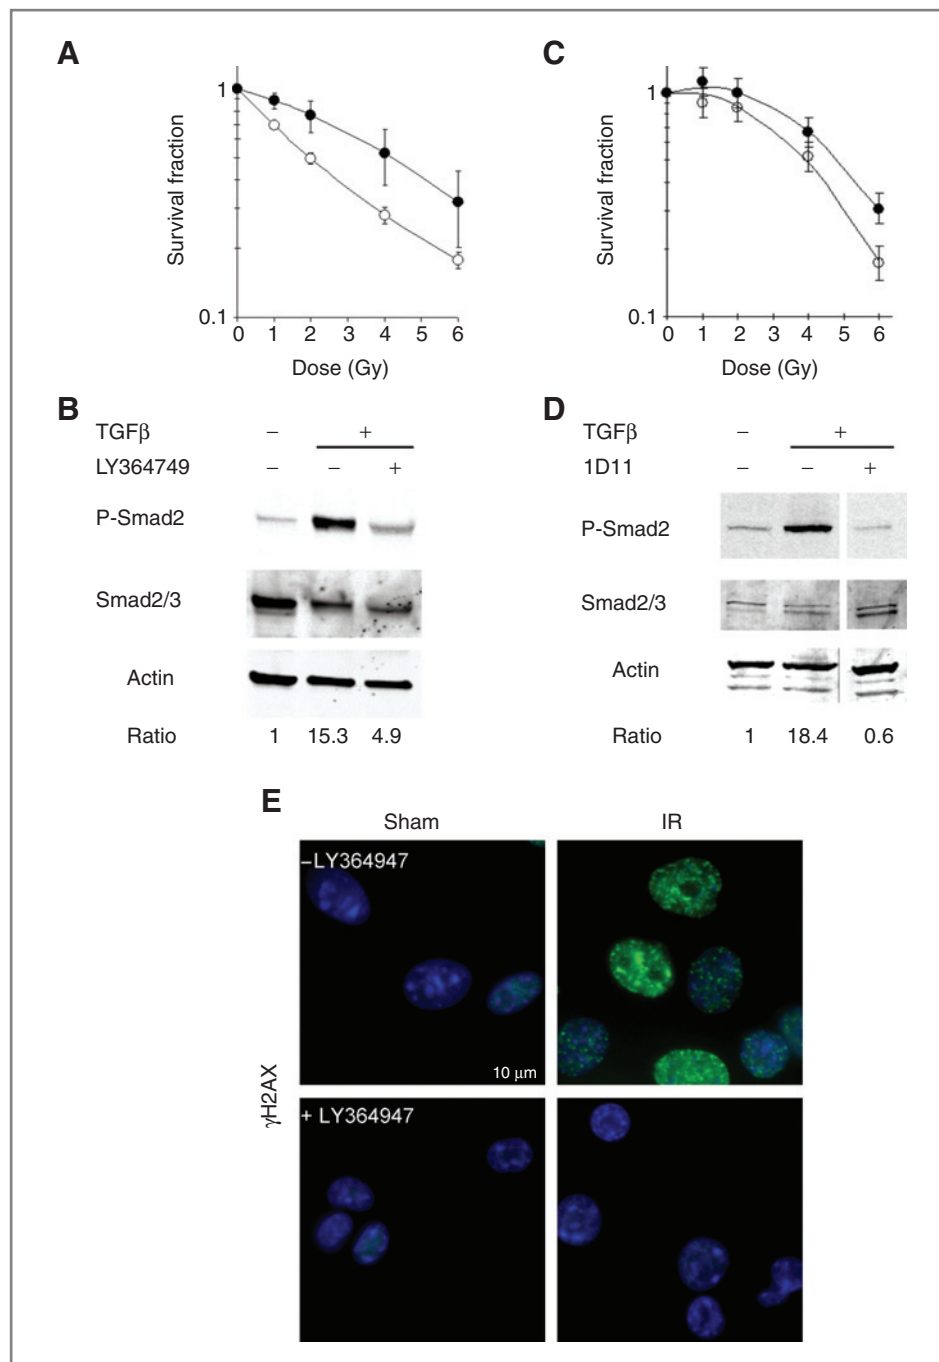 A
1
0.1
Survival fraction
0 1 2 3 4 5 6
Dose (Gy)
C
1
0.1
Survival fraction
0 1 2 3 4 5 6
Dose (Gy)
B
TGFβ – +
LY364749 – – +
P-Smad2
Smad2/3
Actin
Ratio 1 15.3 4.9
D
TGFβ – +
1D11 – – +
P-Smad2
Smad2/3
Actin
Ratio 1 18.4 0.6
E
Sham IR
γH2AX
–LY364947
10 μm
+ LY364947